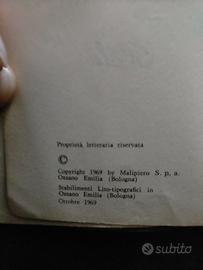 Proprietà letteraria riservata
©
Copyright 1969 by Malipiero S. p. a.
Ozzano Emilia (Bologna)
Stabilimenti Lito-tipografici in
Ozzano Emilia (Bologna)
Ottobre 1969
subito